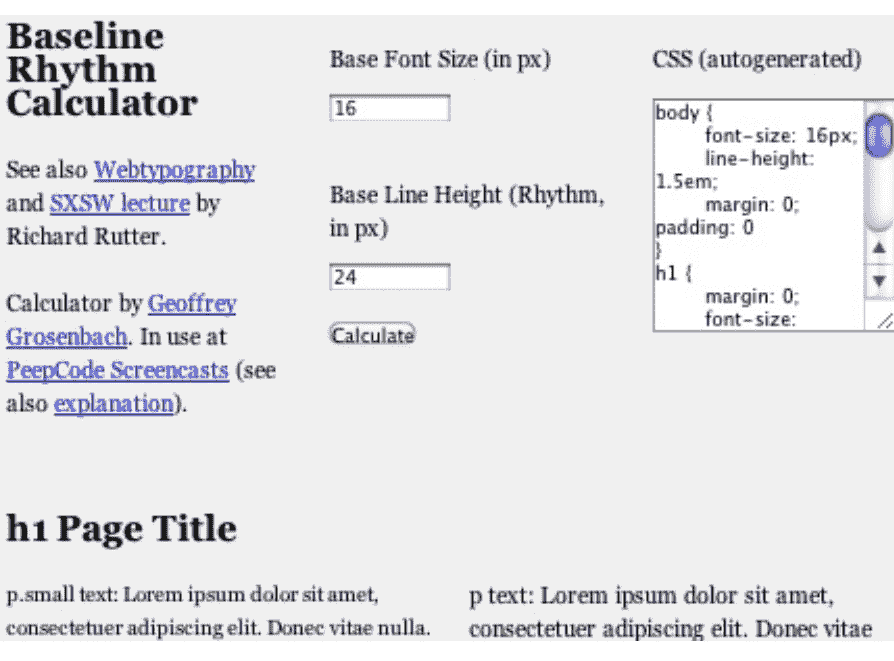 Baseline
Rhythm
Calculator
See also Webtypography
and SXSW lecture by
Richard Rutter.
Calculator by Geoffrey
Grosenbach. In use at
PeepCode Screencasts (see
also explanation).
Base Font Size (in px)
16
Base Line Height (Rhythm,
in px)
24
Calculate
CSS (autogenerated)
body {
font-size: 16px;
line-height:
1.5em;
margin: 0;
padding: 0
}
h1 {
margin: 0;
font-size:
h1 Page Title
p.small text: Lorem ipsum dolor sit amet,
consectetuer adipiscing elit. Donec vitae nulla.
p text: Lorem ipsum dolor sit amet,
consectetuer adipiscing elit. Donec vitae